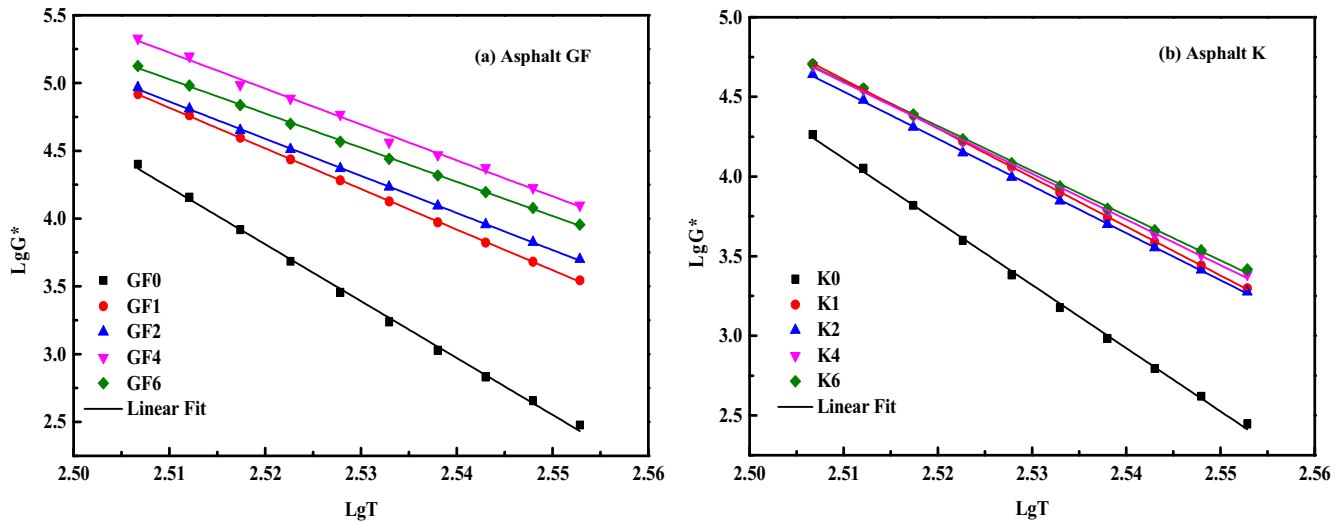 (a) Asphalt GF
5.5
5.0
4.5
4.0
3.5
3.0
2.5
LgG*
GF0
GF1
GF2
GF4
GF6
Linear Fit
2.50 2.51 2.52 2.53 2.54 2.55 2.56
LgT
(b) Asphalt K
5.0
4.5
4.0
3.5
3.0
2.5
LgG*
K0
K1
K2
K4
K6
Linear Fit
2.50 2.51 2.52 2.53 2.54 2.55 2.56
LgT